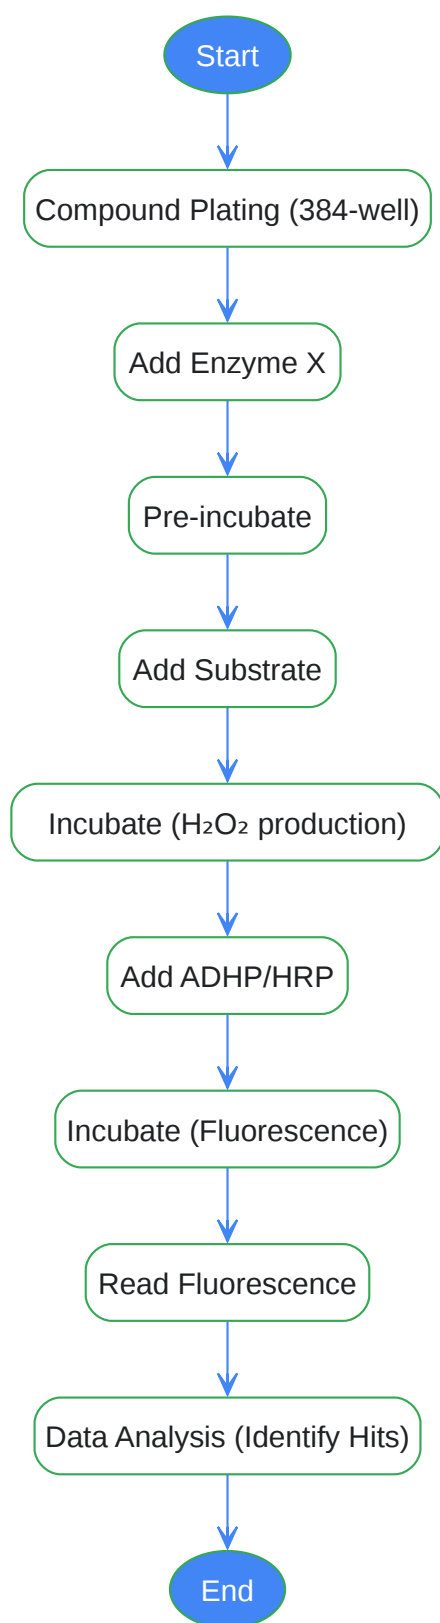 Start
Compound Plating (384-well)
Add Enzyme X
Pre-incubate
Add Substrate
Incubate (H₂O₂ production)
Add ADHP/HRP
Incubate (Fluorescence)
Read Fluorescence
Data Analysis (Identify Hits)
End